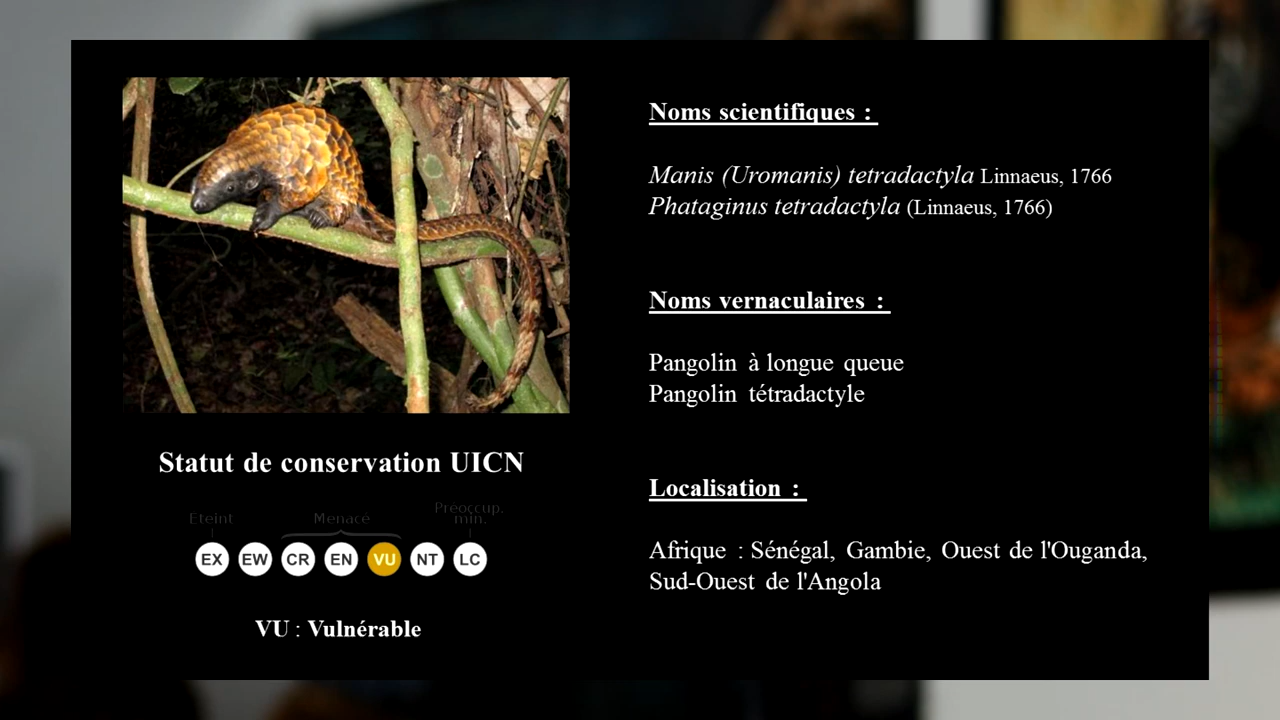 Noms scientifiques :
Manis (Uromanis) tetradactyla Linnaeus, 1766
Phataginus tetradactyla (Linnaeus, 1766)
Noms vernaculaires :
Pangolin à longue queue
Pangolin tétradactyle
Statut de conservation UICN
Eteint Menacé Préoccup. min.
EX EW CR EN VU NT LC
VU : Vulnérable
Localisation :
Afrique : Sénégal, Gambie, Ouest de l'Ouganda,
Sud-Ouest de l'Angola